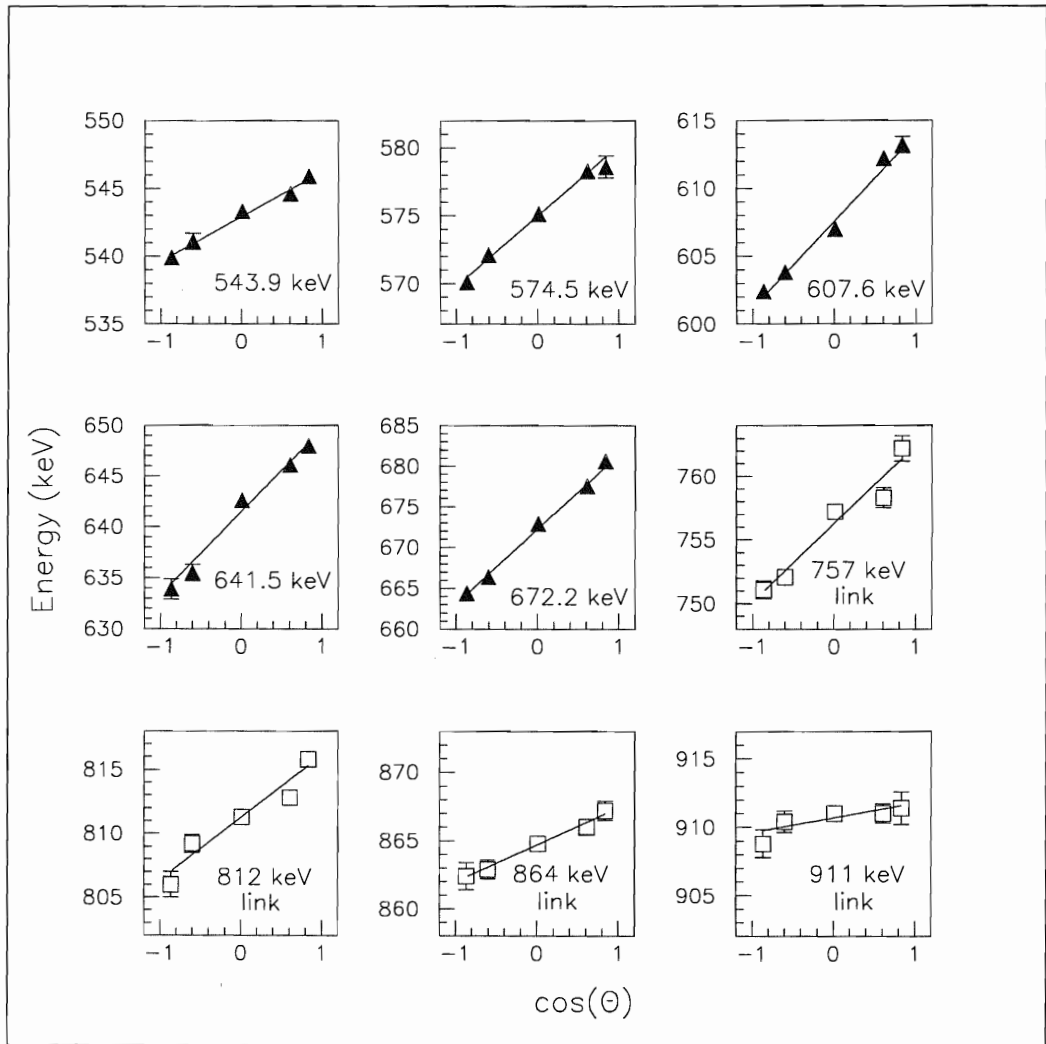 550
545
540
535
-1 0 1
543.9 keV
580
575
570
-1 0 1
574.5 keV
615
610
605
600
-1 0 1
607.6 keV
Energy (keV)
650
645
640
635
630
-1 0 1
641.5 keV
685
680
675
670
665
660
-1 0 1
672.2 keV
760
755
750
-1 0 1
757 keV
link
815
810
805
-1 0 1
812 keV
link
870
865
860
-1 0 1
864 keV
link
915
910
905
-1 0 1
911 keV
link
cos(Θ)